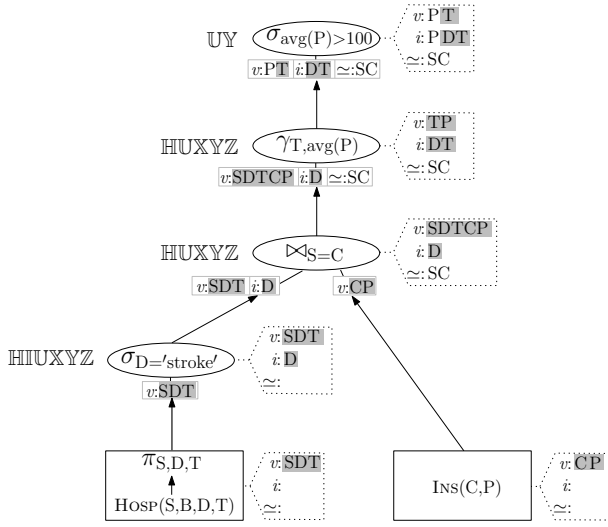 𝕌𝕐
σavg(P)>100
v:PT
i:PDT
≃:SC
v:PT i:DT ≃:SC
ℍ𝕌𝕏𝕐ℤ
γT,avg(P)
v:TP
i:DT
≃:SC
v:SDTCP i:D ≃:SC
ℍ𝕌𝕏𝕐ℤ
⋈S=C
v:SDTCP
i:D
≃:SC
v:SDT i:D
v:CP
ℍ𝕀𝕌𝕏𝕐ℤ
σD='stroke'
v:SDT
i:D
≃:
v:SDT
πS,D,T
HOSP(S,B,D,T)
v:SDT
i:
≃:
INS(C,P)
v:CP
i:
≃: